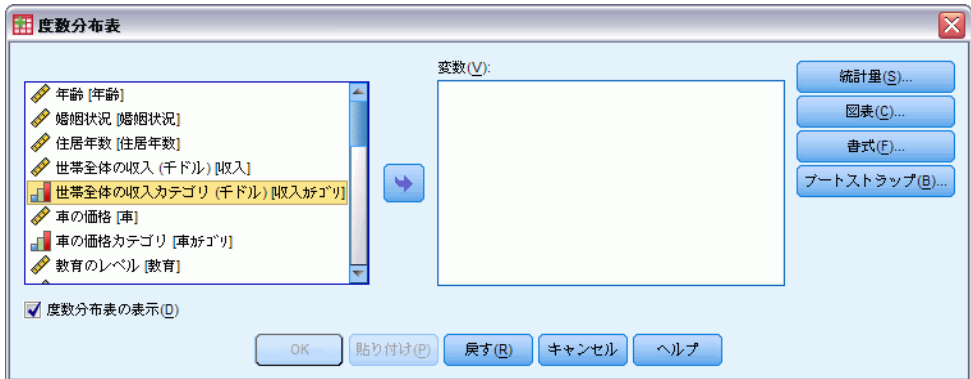 度数分布表
変数(V):
年齢 [年齢]
婚姻状況 [婚姻状況]
住居年数 [住居年数]
世帯全体の収入 (千ドル) [収入]
世帯全体の収入カテゴリ (千ドル) [収入ｶﾃｺﾞﾘ]
車の価格 [車]
車の価格カテゴリ [車ｶﾃｺﾞﾘ]
教育のレベル [教育]
統計量(S)...
図表(C)...
書式(F)...
ブートストラップ(B)...
度数分布表の表示(D)
OK
貼り付け(P)
戻す(R)
キャンセル
ヘルプ